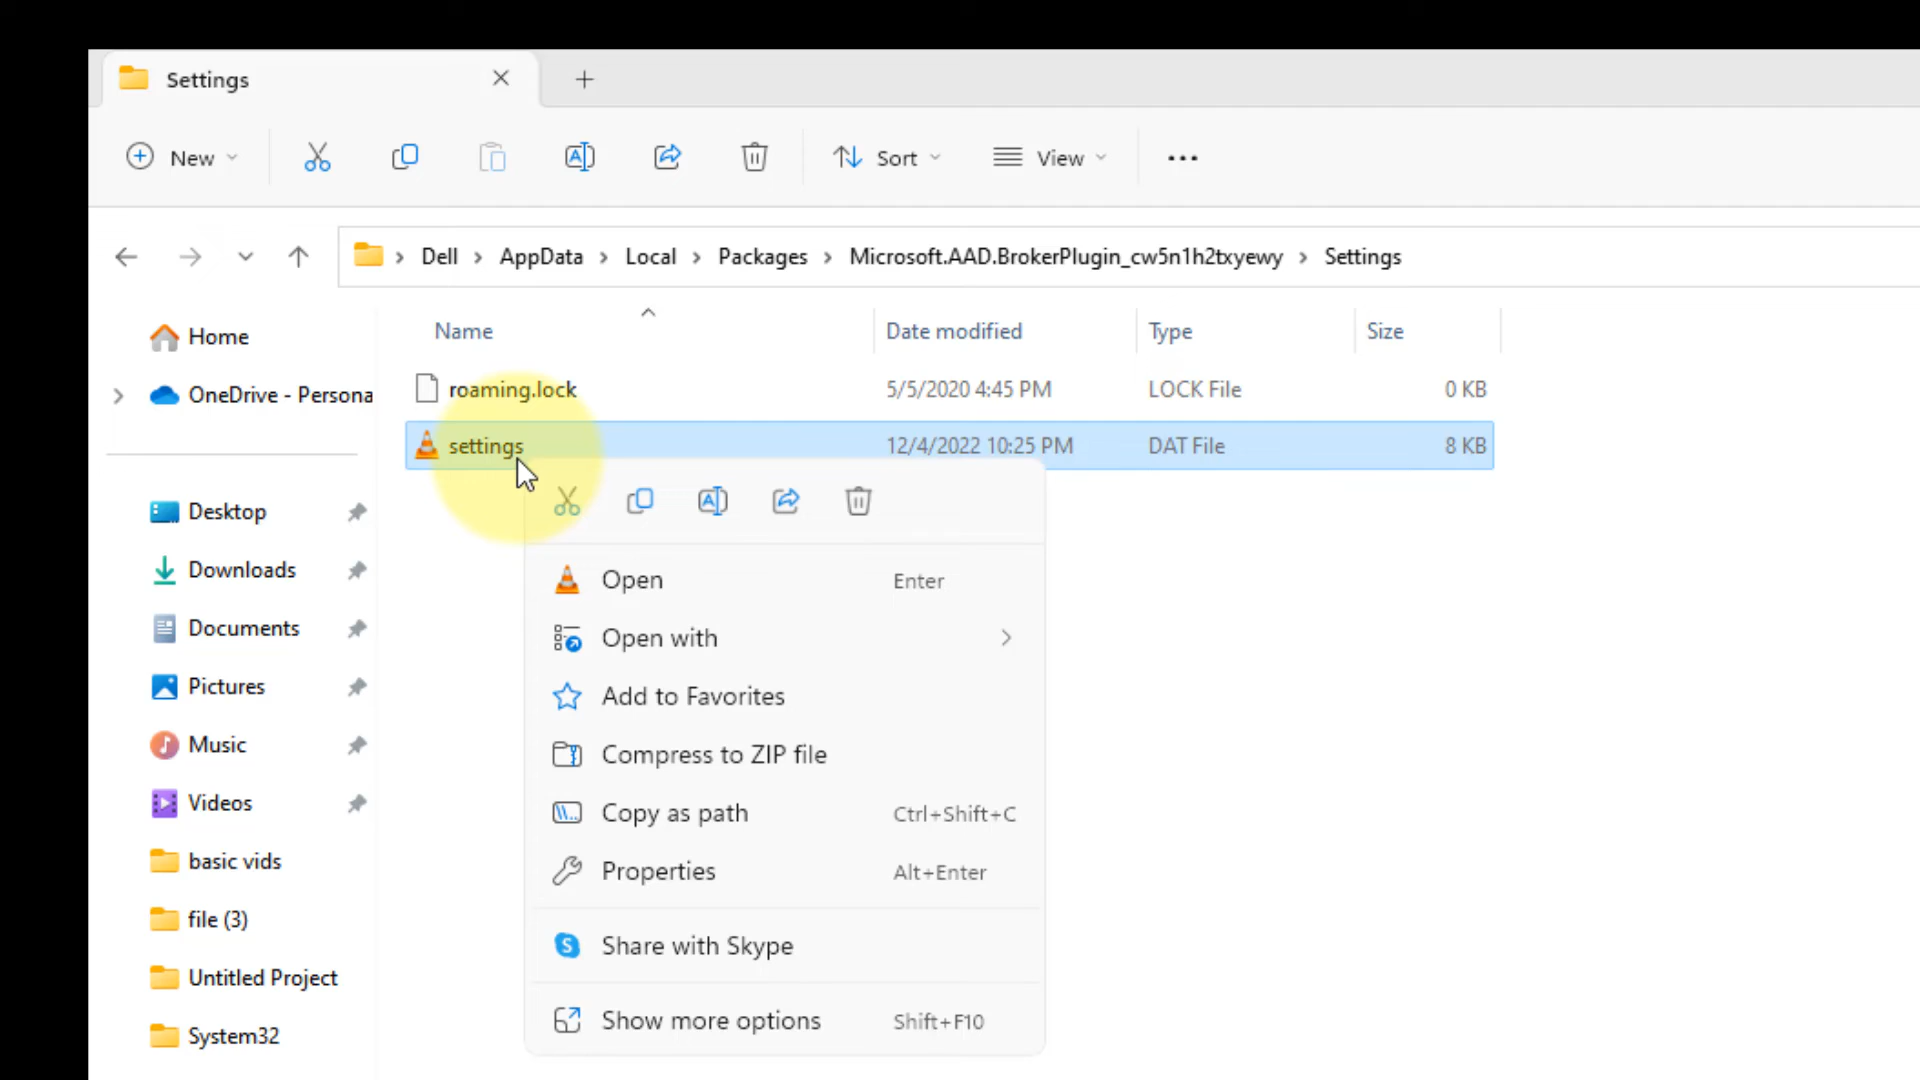 Settings
New Sort View
Dell > AppData > Local > Packages > Microsoft.AAD.BrokerPlugin_cw5n1h2txyewy > Settings
Name Date modified Type Size
roaming.lock 5/5/2020 4:45 PM LOCK File 0 KB
settings 12/4/2022 10:25 PM DAT File 8 KB
Home
OneDrive - Persona
Desktop
Downloads
Documents
Pictures
Music
Videos
basic vids
file (3)
Untitled Project
System32
Open Enter
Open with
Add to Favorites
Compress to ZIP file
Copy as path Ctrl+Shift+C
Properties Alt+Enter
Share with Skype
Show more options Shift+F10